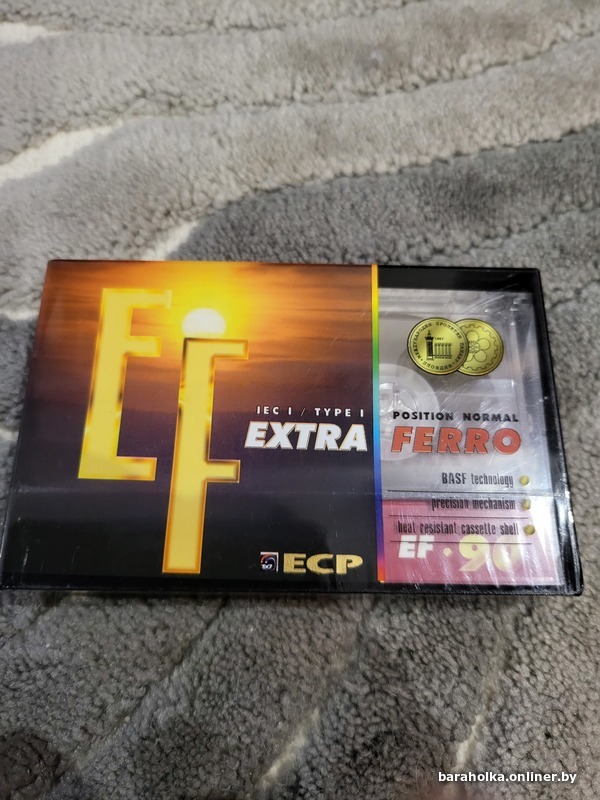 EF
IEC I / TYPE I
EXTRA
ECP
POSITION NORMAL
FERRO
BASF technology
precision mechanism
heat resistant cassette shell
EF · 90
baraholka.onliner.by